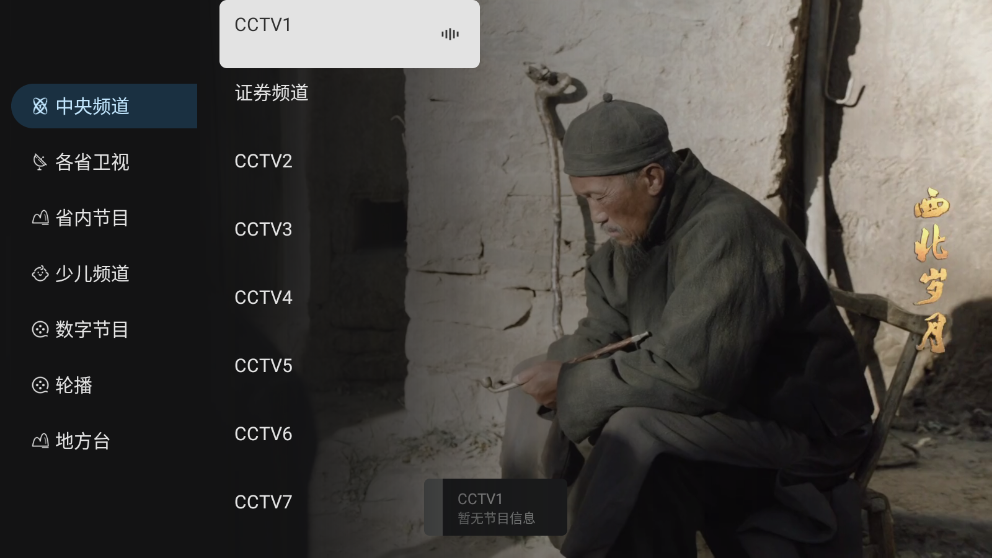 中央频道
各省卫视
省内节目
少儿频道
数字节目
轮播
地方台
CCTV1
证券频道
CCTV2
CCTV3
CCTV4
CCTV5
CCTV6
CCTV7
西北岁月
CCTV1
暂无节目信息